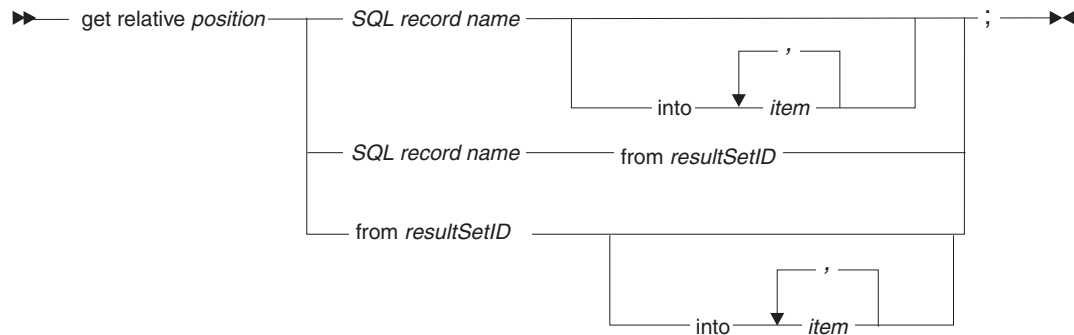 get relative position SQL record name ;
,
into item
SQL record name from resultSetID
from resultSetID
,
into item